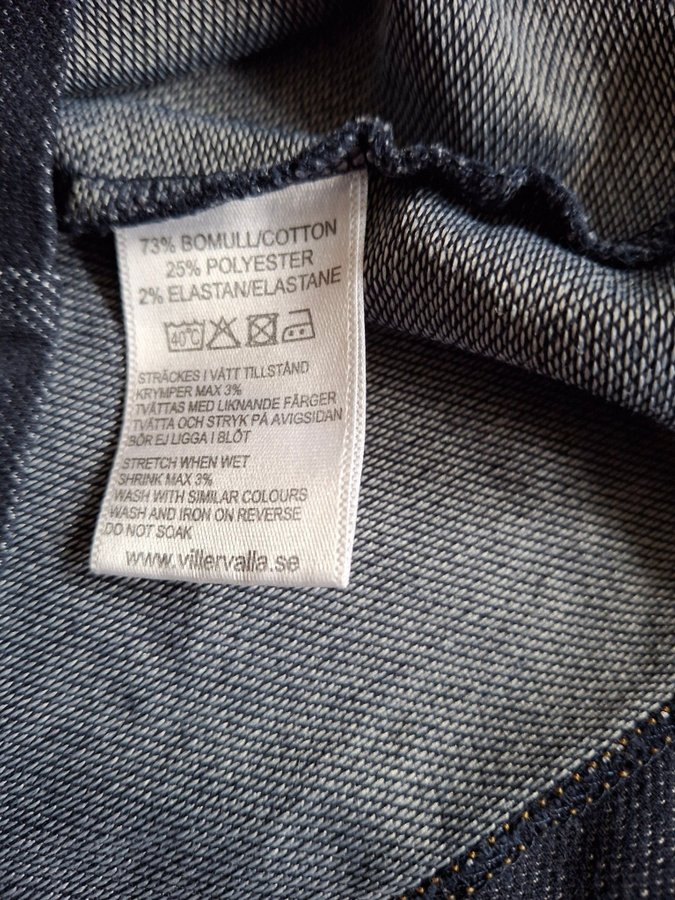 73% BOMULL/COTTON
25% POLYESTER
2% ELASTAN/ELASTANE
40°C
STRÄCKES I VÅTT TILLSTÅND
KRYMPER MAX 3%
TVÄTTAS MED LIKNANDE FÄRGER
TVÄTTA OCH STRYK PÅ AVIGSIDAN
BÖR EJ LIGGA I BLÖT
STRETCH WHEN WET
SHRINK MAX 3%
WASH WITH SIMILAR COLOURS
WASH AND IRON ON REVERSE
DO NOT SOAK
www.villervalla.se